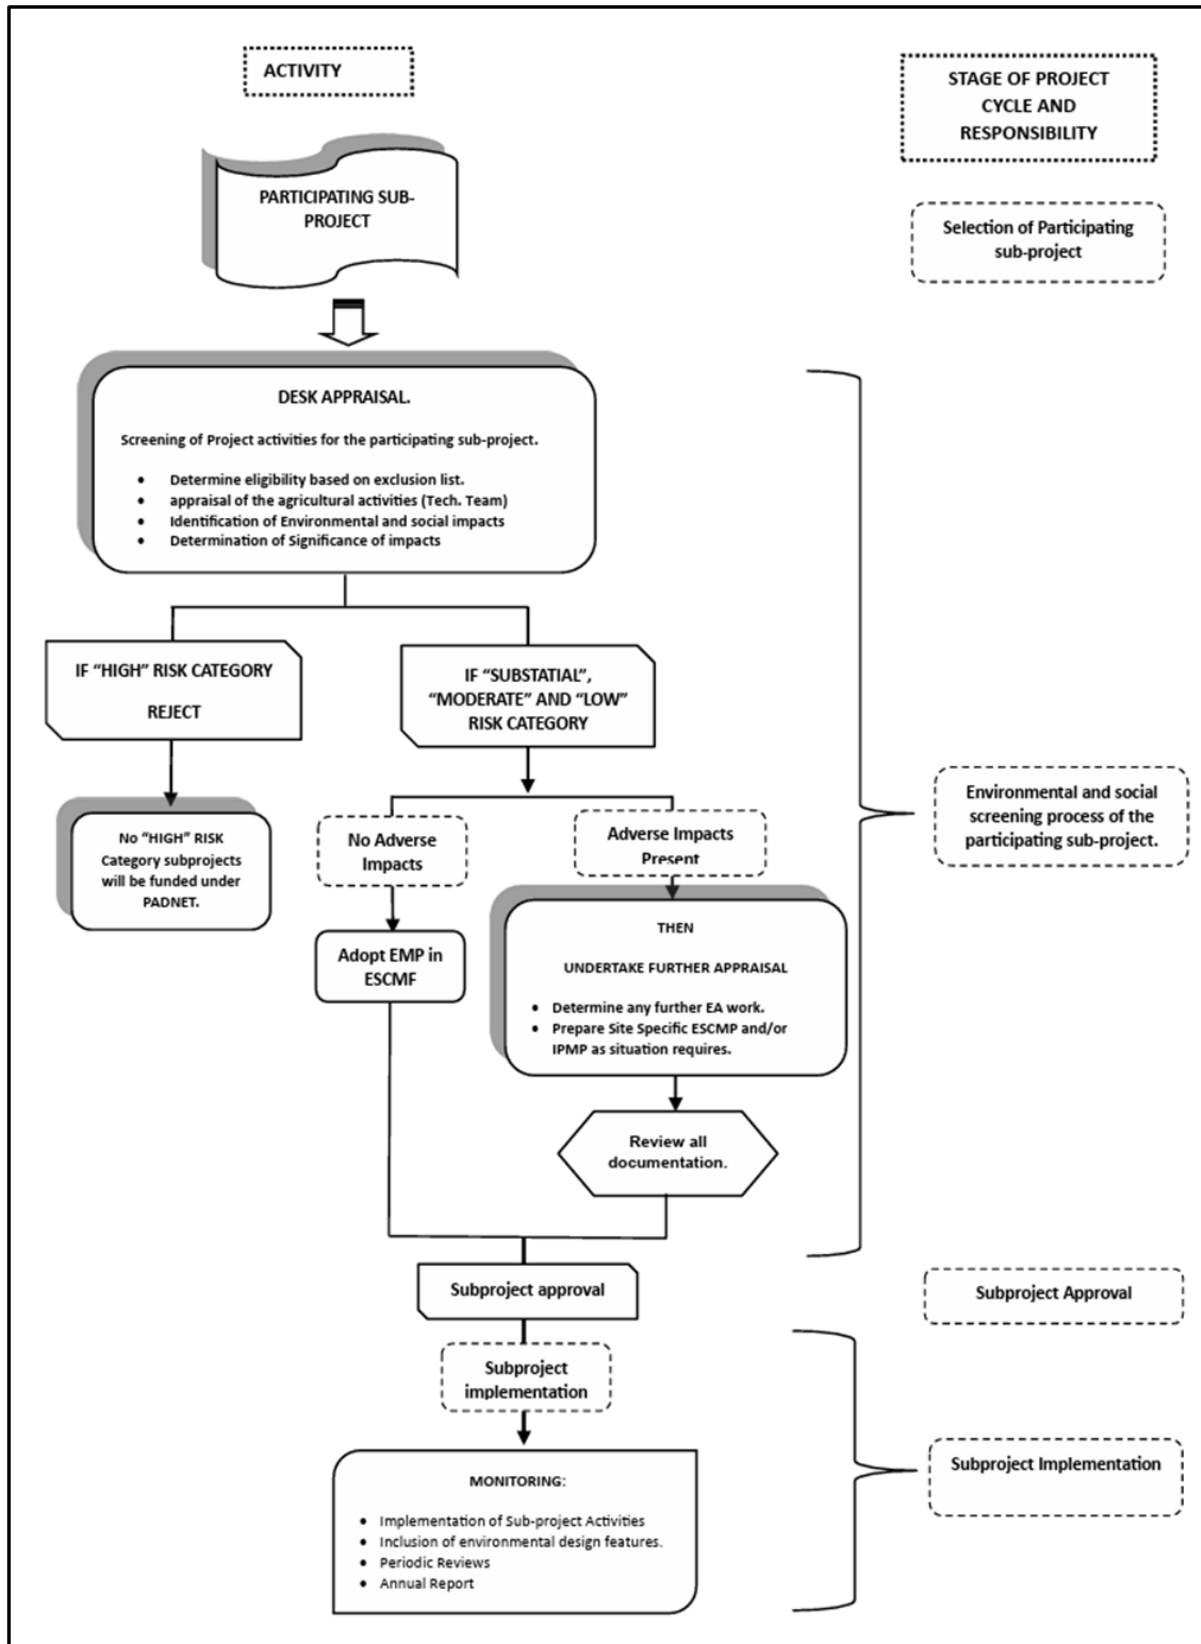 ACTIVITY
STAGE OF PROJECT
CYCLE AND
RESPONSIBILITY
PARTICIPATING SUB-
PROJECT
Selection of Participating
sub-project
DESK APPRAISAL.
Screening of Project activities for the participating sub-project.
• Determine eligibility based on exclusion list.
• appraisal of the agricultural activities (Tech. Team)
• Identification of Environmental and social impacts
• Determination of Significance of impacts
IF “HIGH” RISK CATEGORY
REJECT
IF “SUBSTATIAL”,
“MODERATE” AND “LOW”
RISK CATEGORY
No “HIGH” RISK
Category subprojects
will be funded under
PADNET.
No Adverse
Impacts
Adverse Impacts
Present
Environmental and social
screening process of the
participating sub-project.
Adopt EMP in
ESCMF
THEN
UNDERTAKE FURTHER APPRAISAL
• Determine any further EA work.
• Prepare Site Specific ESCMP and/or
IPMP as situation requires.
Review all
documentation.
Subproject approval
Subproject Approval
Subproject
implementation
MONITORING:
• Implementation of Sub-project Activities
• Inclusion of environmental design features.
• Periodic Reviews
• Annual Report
Subproject Implementation